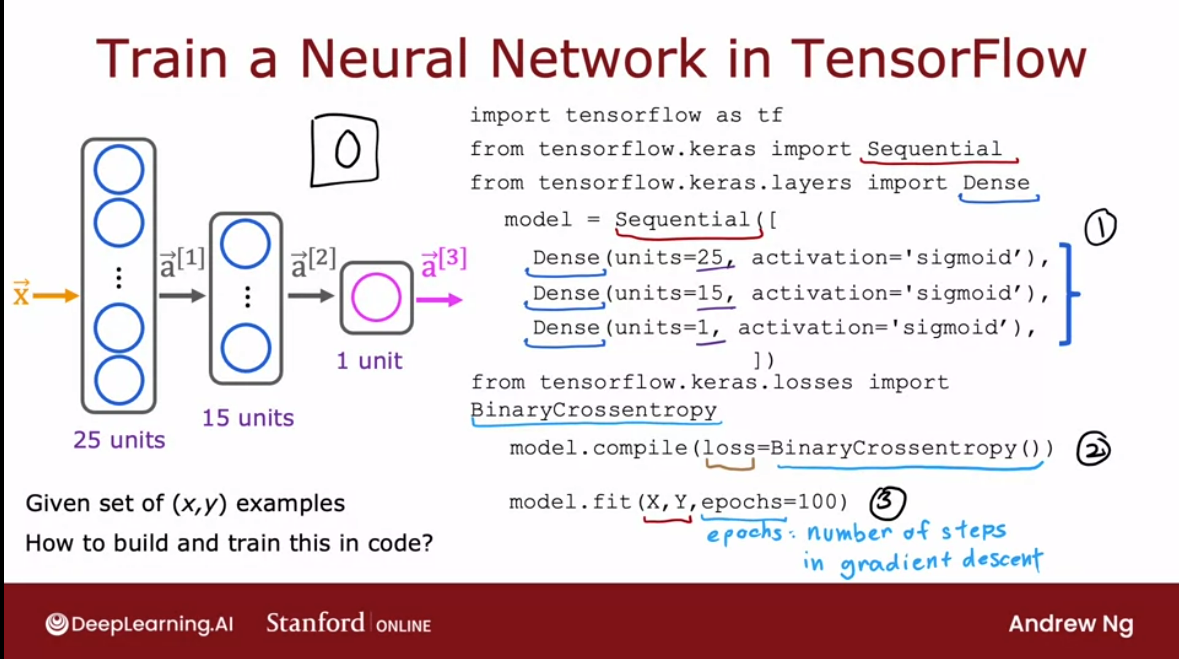 Train a Neural Network in TensorFlow
0
x⃗
a⃗[1]
a⃗[2]
a⃗[3]
25 units
15 units
1 unit
Given set of (x,y) examples
How to build and train this in code?
import tensorflow as tf
from tensorflow.keras import Sequential
from tensorflow.keras.layers import Dense
model = Sequential([
①
Dense(units=25, activation='sigmoid’),
Dense(units=15, activation='sigmoid’),
Dense(units=1, activation='sigmoid’),
])
from tensorflow.keras.losses import
BinaryCrossentropy
model.compile(loss=BinaryCrossentropy()) ②
model.fit(X,Y,epochs=100) ③
epochs: number of steps
in gradient descent
DeepLearning.AI Stanford | ONLINE Andrew Ng